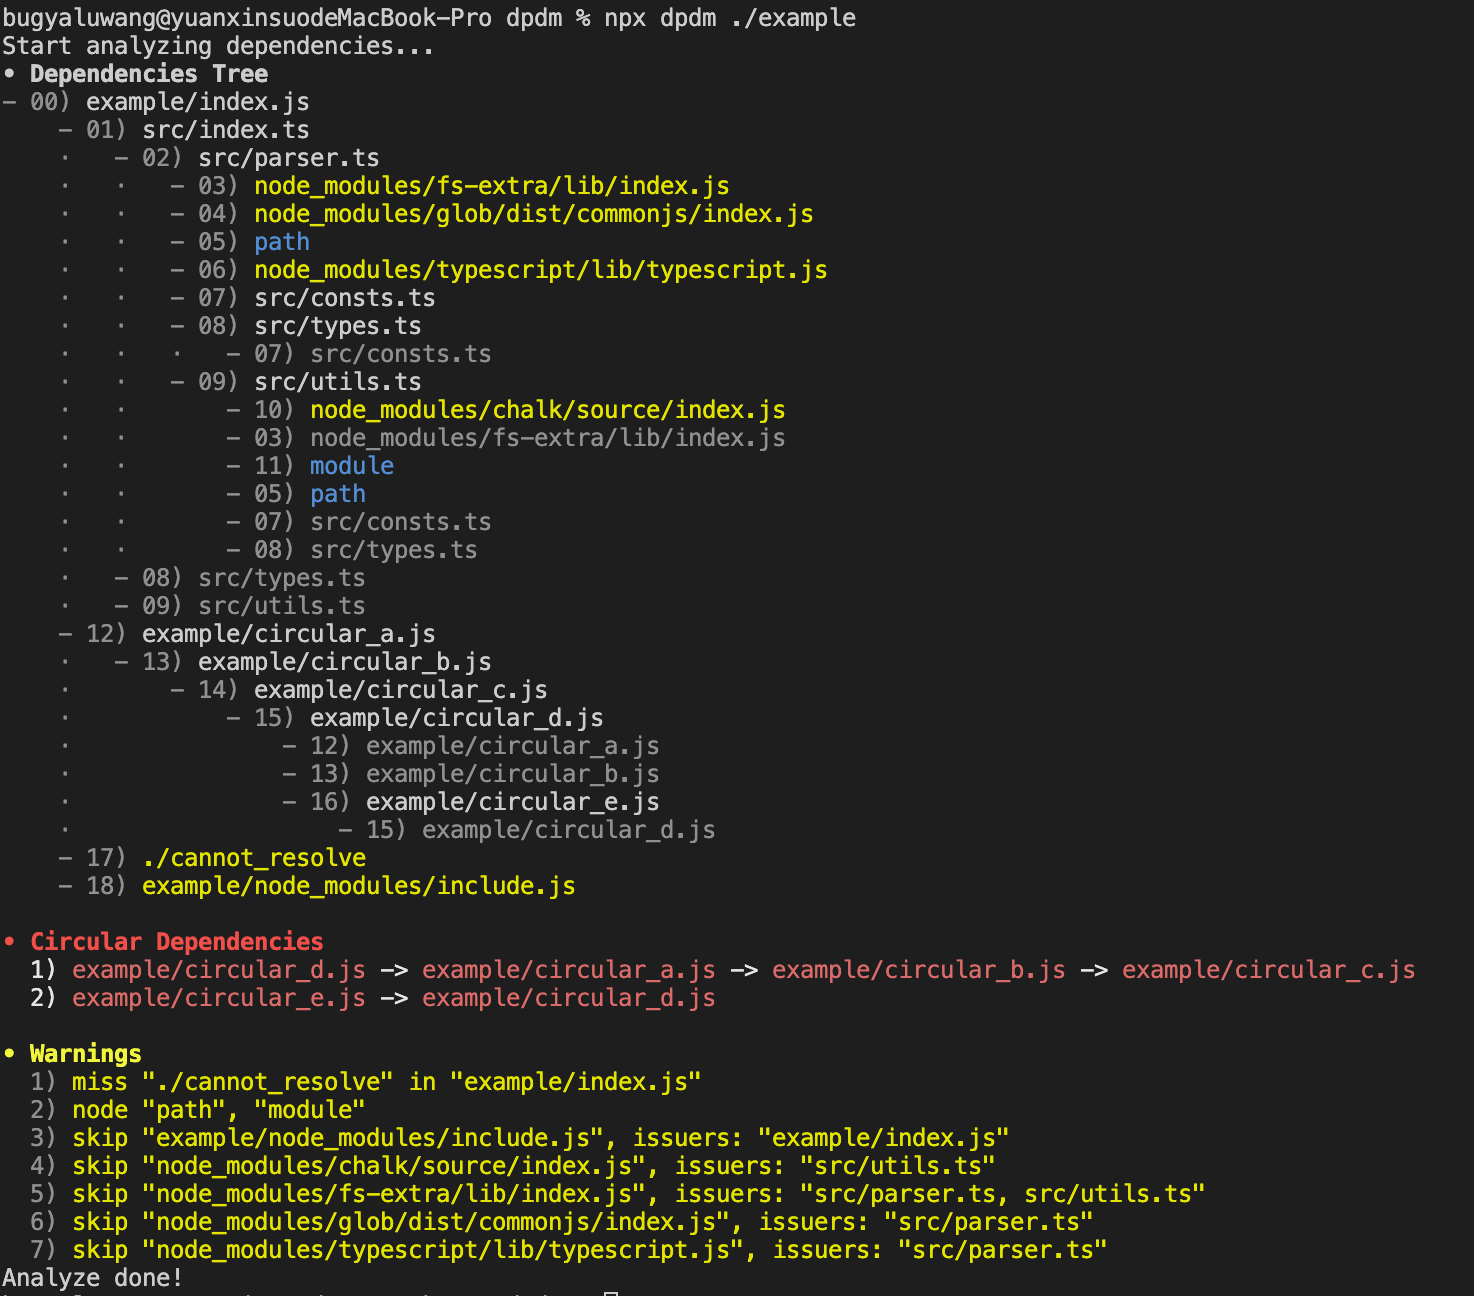 bugyaluwang@yuanxinsuodeMacBook-Pro dpdm % npx dpdm ./example
Start analyzing dependencies...
• Dependencies Tree
- 00) example/index.js
    - 01) src/index.ts
    ·   - 02) src/parser.ts
    ·   ·   - 03) node_modules/fs-extra/lib/index.js
    ·   ·   - 04) node_modules/glob/dist/commonjs/index.js
    ·   ·   - 05) path
    ·   ·   - 06) node_modules/typescript/lib/typescript.js
    ·   ·   - 07) src/consts.ts
    ·   ·   - 08) src/types.ts
    ·   ·   ·   - 07) src/consts.ts
    ·   ·   - 09) src/utils.ts
    ·   ·       - 10) node_modules/chalk/source/index.js
    ·   ·       - 03) node_modules/fs-extra/lib/index.js
    ·   ·       - 11) module
    ·   ·       - 05) path
    ·   ·       - 07) src/consts.ts
    ·   ·       - 08) src/types.ts
    ·   - 08) src/types.ts
    ·   - 09) src/utils.ts
    - 12) example/circular_a.js
    ·   - 13) example/circular_b.js
    ·       - 14) example/circular_c.js
    ·           - 15) example/circular_d.js
    ·               - 12) example/circular_a.js
    ·               - 13) example/circular_b.js
    ·               - 16) example/circular_e.js
    ·                   - 15) example/circular_d.js
    - 17) ./cannot_resolve
    - 18) example/node_modules/include.js
• Circular Dependencies
  1) example/circular_d.js -> example/circular_a.js -> example/circular_b.js -> example/circular_c.js
  2) example/circular_e.js -> example/circular_d.js
• Warnings
  1) miss "./cannot_resolve" in "example/index.js"
  2) node "path", "module"
  3) skip "example/node_modules/include.js", issuers: "example/index.js"
  4) skip "node_modules/chalk/source/index.js", issuers: "src/utils.ts"
  5) skip "node_modules/fs-extra/lib/index.js", issuers: "src/parser.ts, src/utils.ts"
  6) skip "node_modules/glob/dist/commonjs/index.js", issuers: "src/parser.ts"
  7) skip "node_modules/typescript/lib/typescript.js", issuers: "src/parser.ts"
Analyze done!